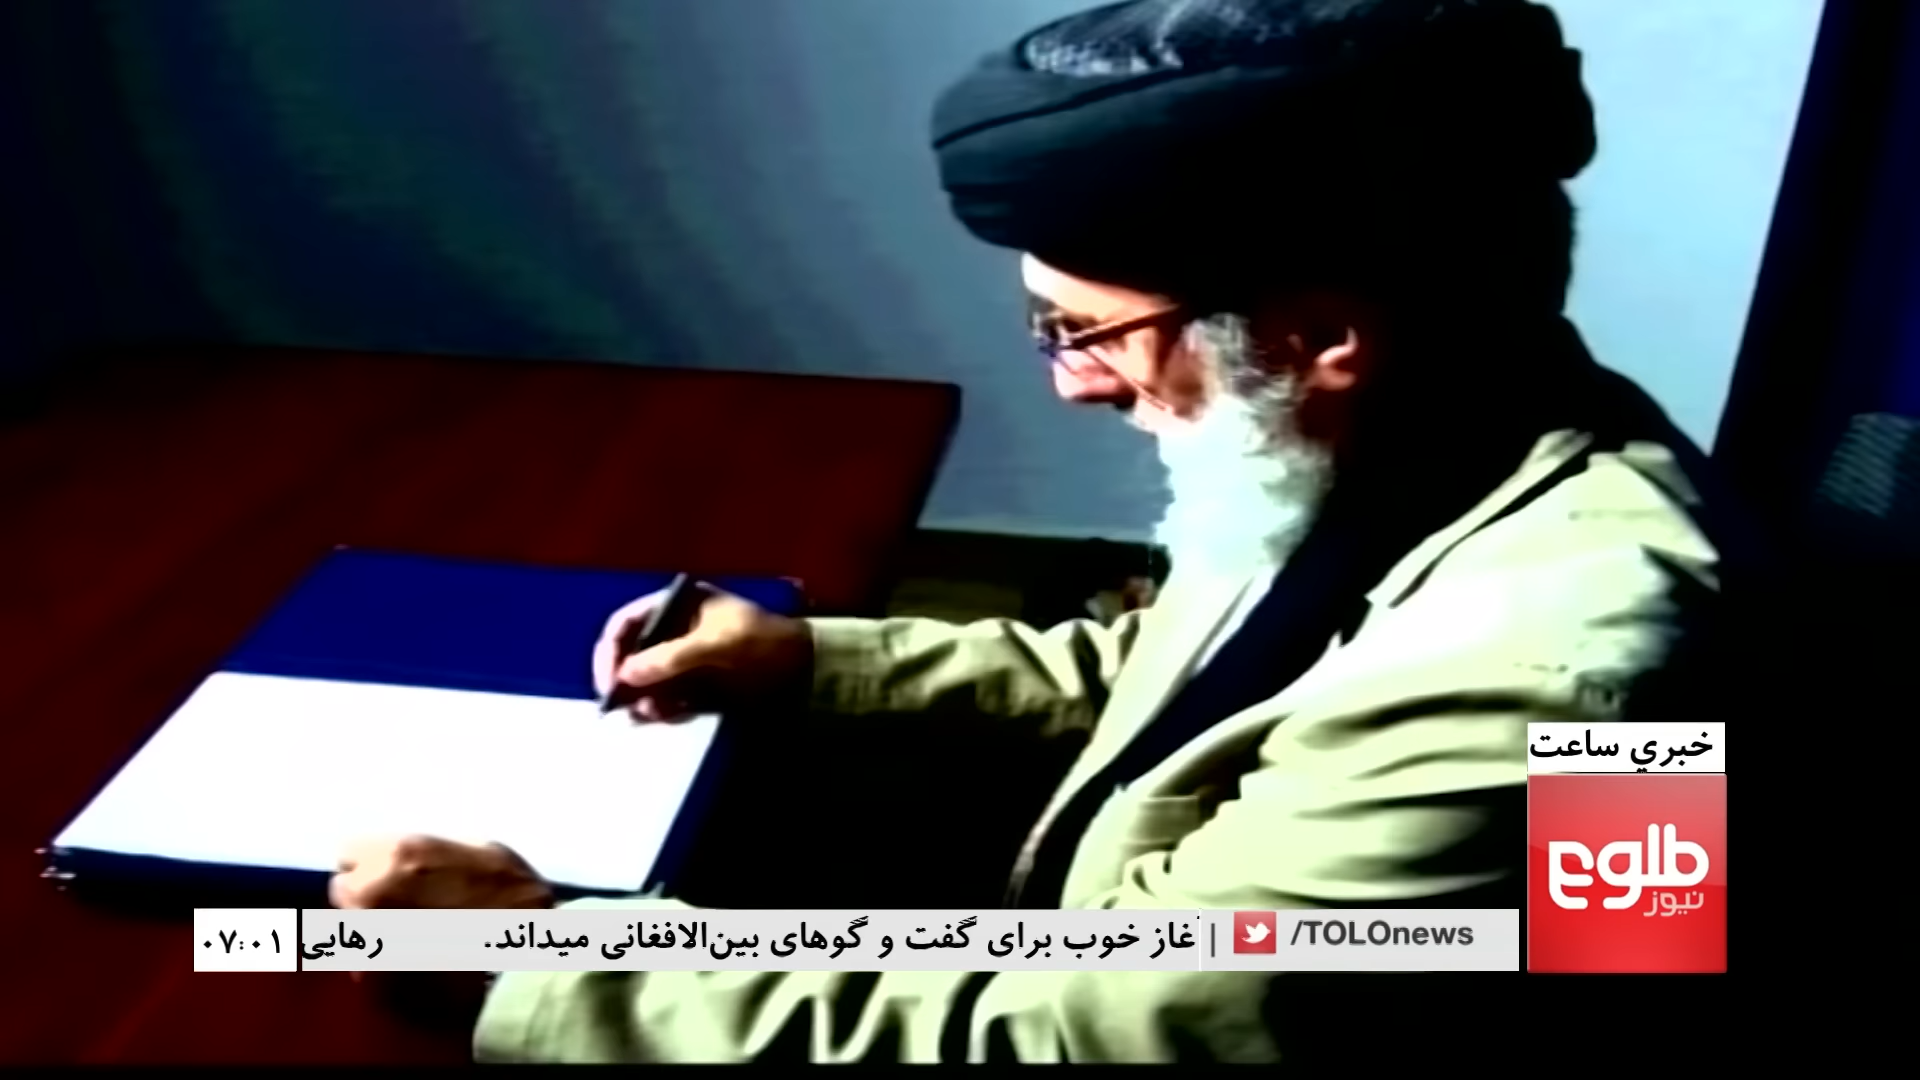 خبري ساعت
طلوع
نیوز
۰۷:۰۱
غاز خوب برای گفت و گوهای بین‌الافغانی میداند. رهایی
/TOLOnews